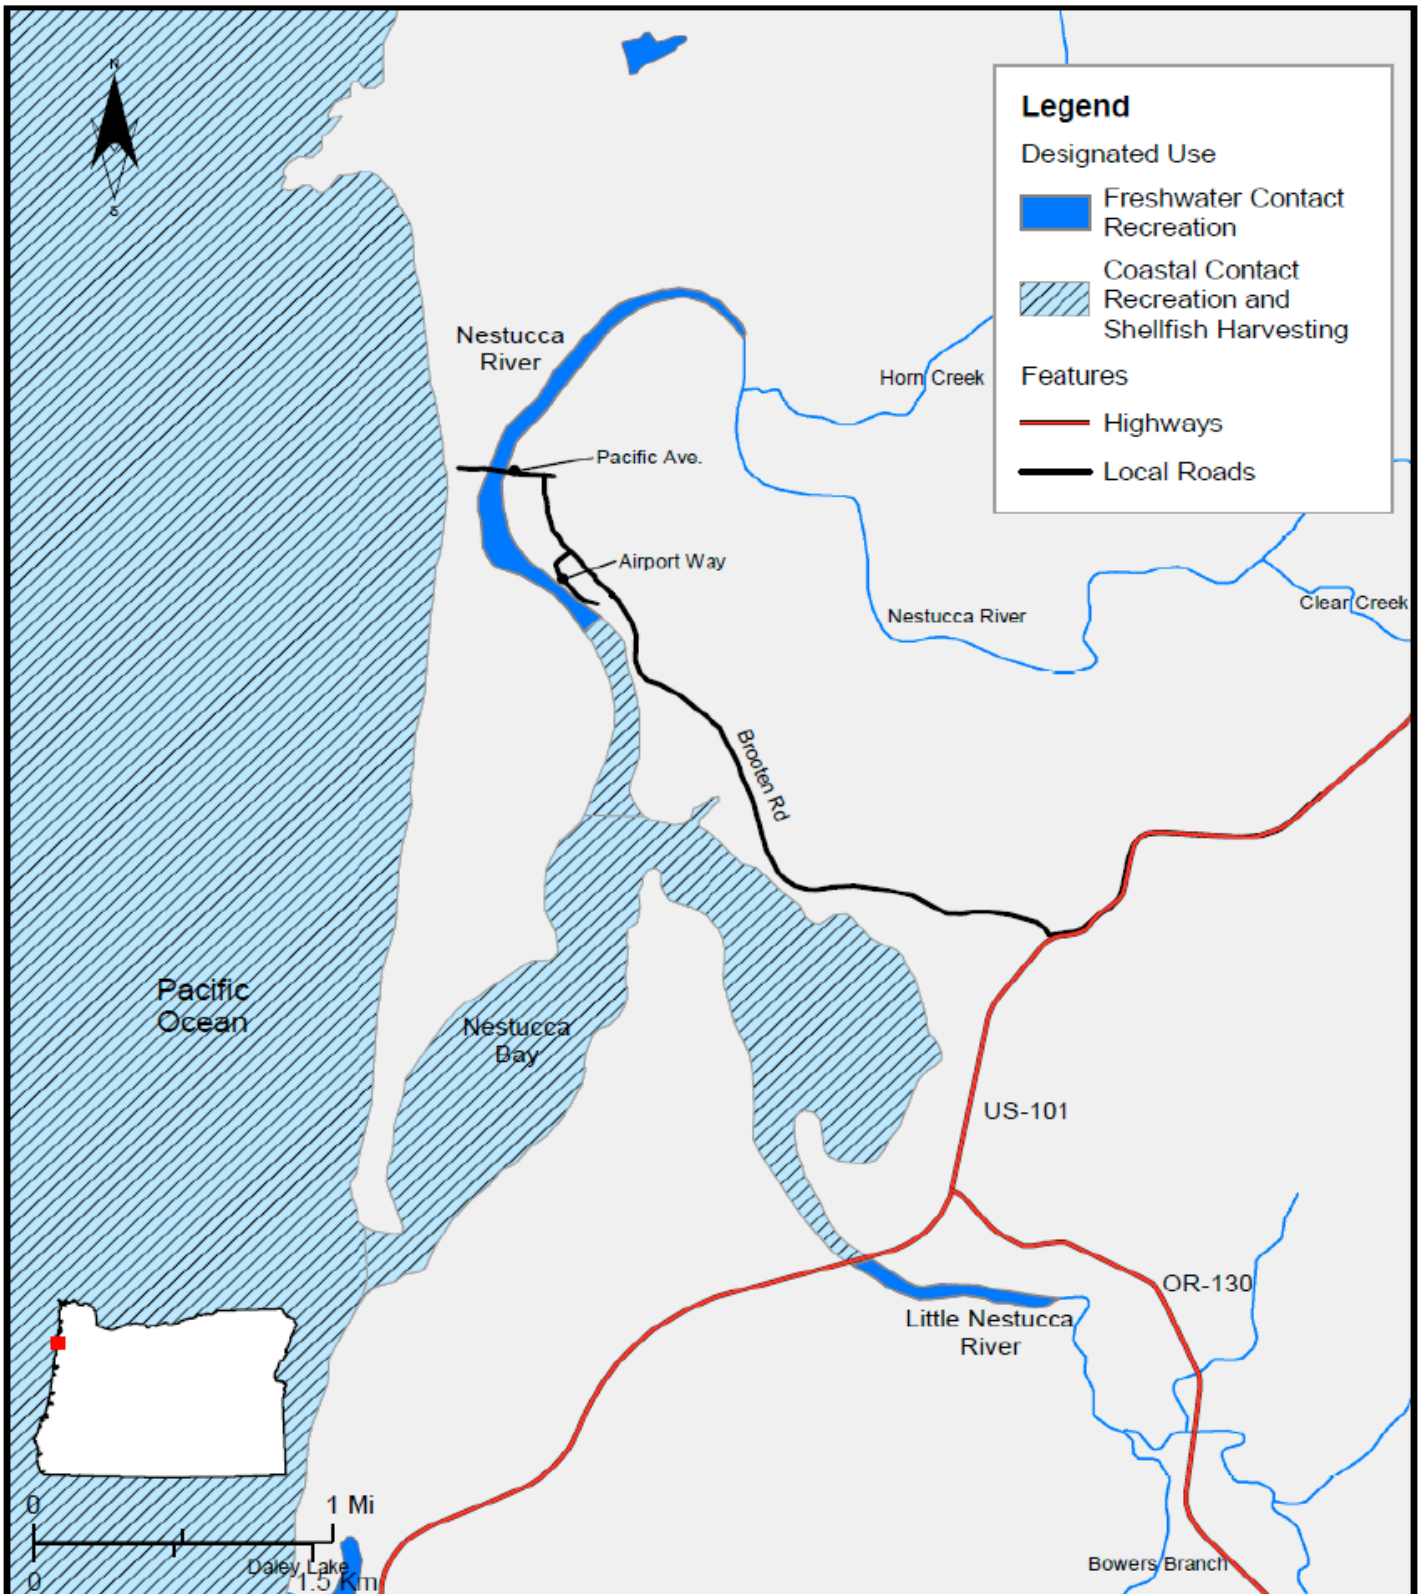 N
S
Legend
Designated Use
Freshwater Contact
Recreation
Coastal Contact
Recreation and
Shellfish Harvesting
Features
Highways
Local Roads
Nestucca
River
Horn Creek
Pacific Ave.
Airport Way
Clear Creek
Nestucca River
Brooten Rd
Pacific
Ocean
Nestucca
Bay
US-101
OR-130
Little Nestucca
River
0
1 Mi
Daley Lake
Bowers Branch
0
1.5 Km